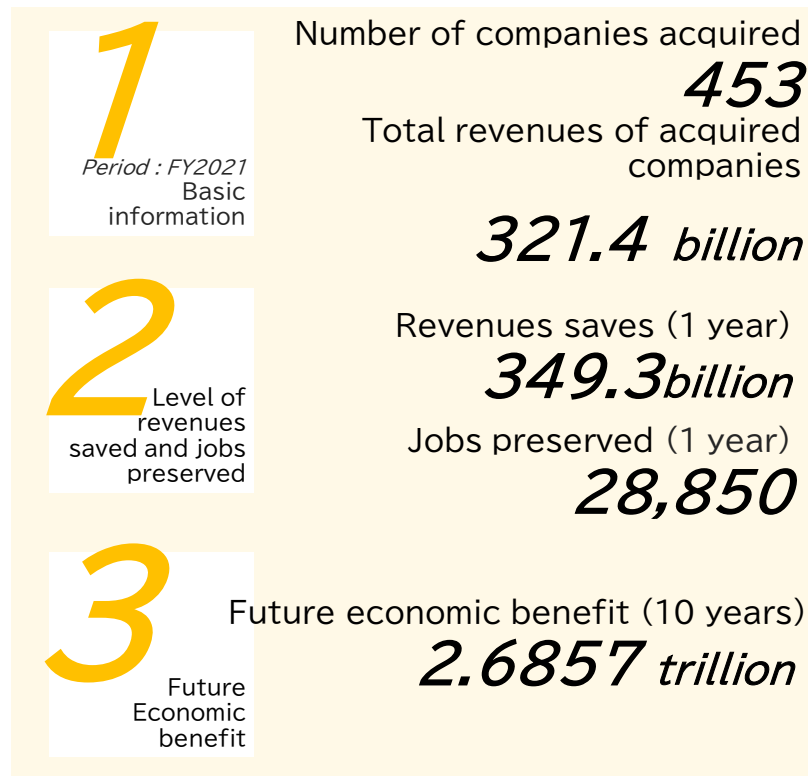 1
Period : FY2021
Basic
information
Number of companies acquired
453
Total revenues of acquired
companies
321.4 billion
2
Level of
revenues
saved and jobs
preserved
Revenues saves (1 year)
349.3billion
Jobs preserved (1 year)
28,850
3
Future
Economic
benefit
Future economic benefit (10 years)
2.6857 trillion